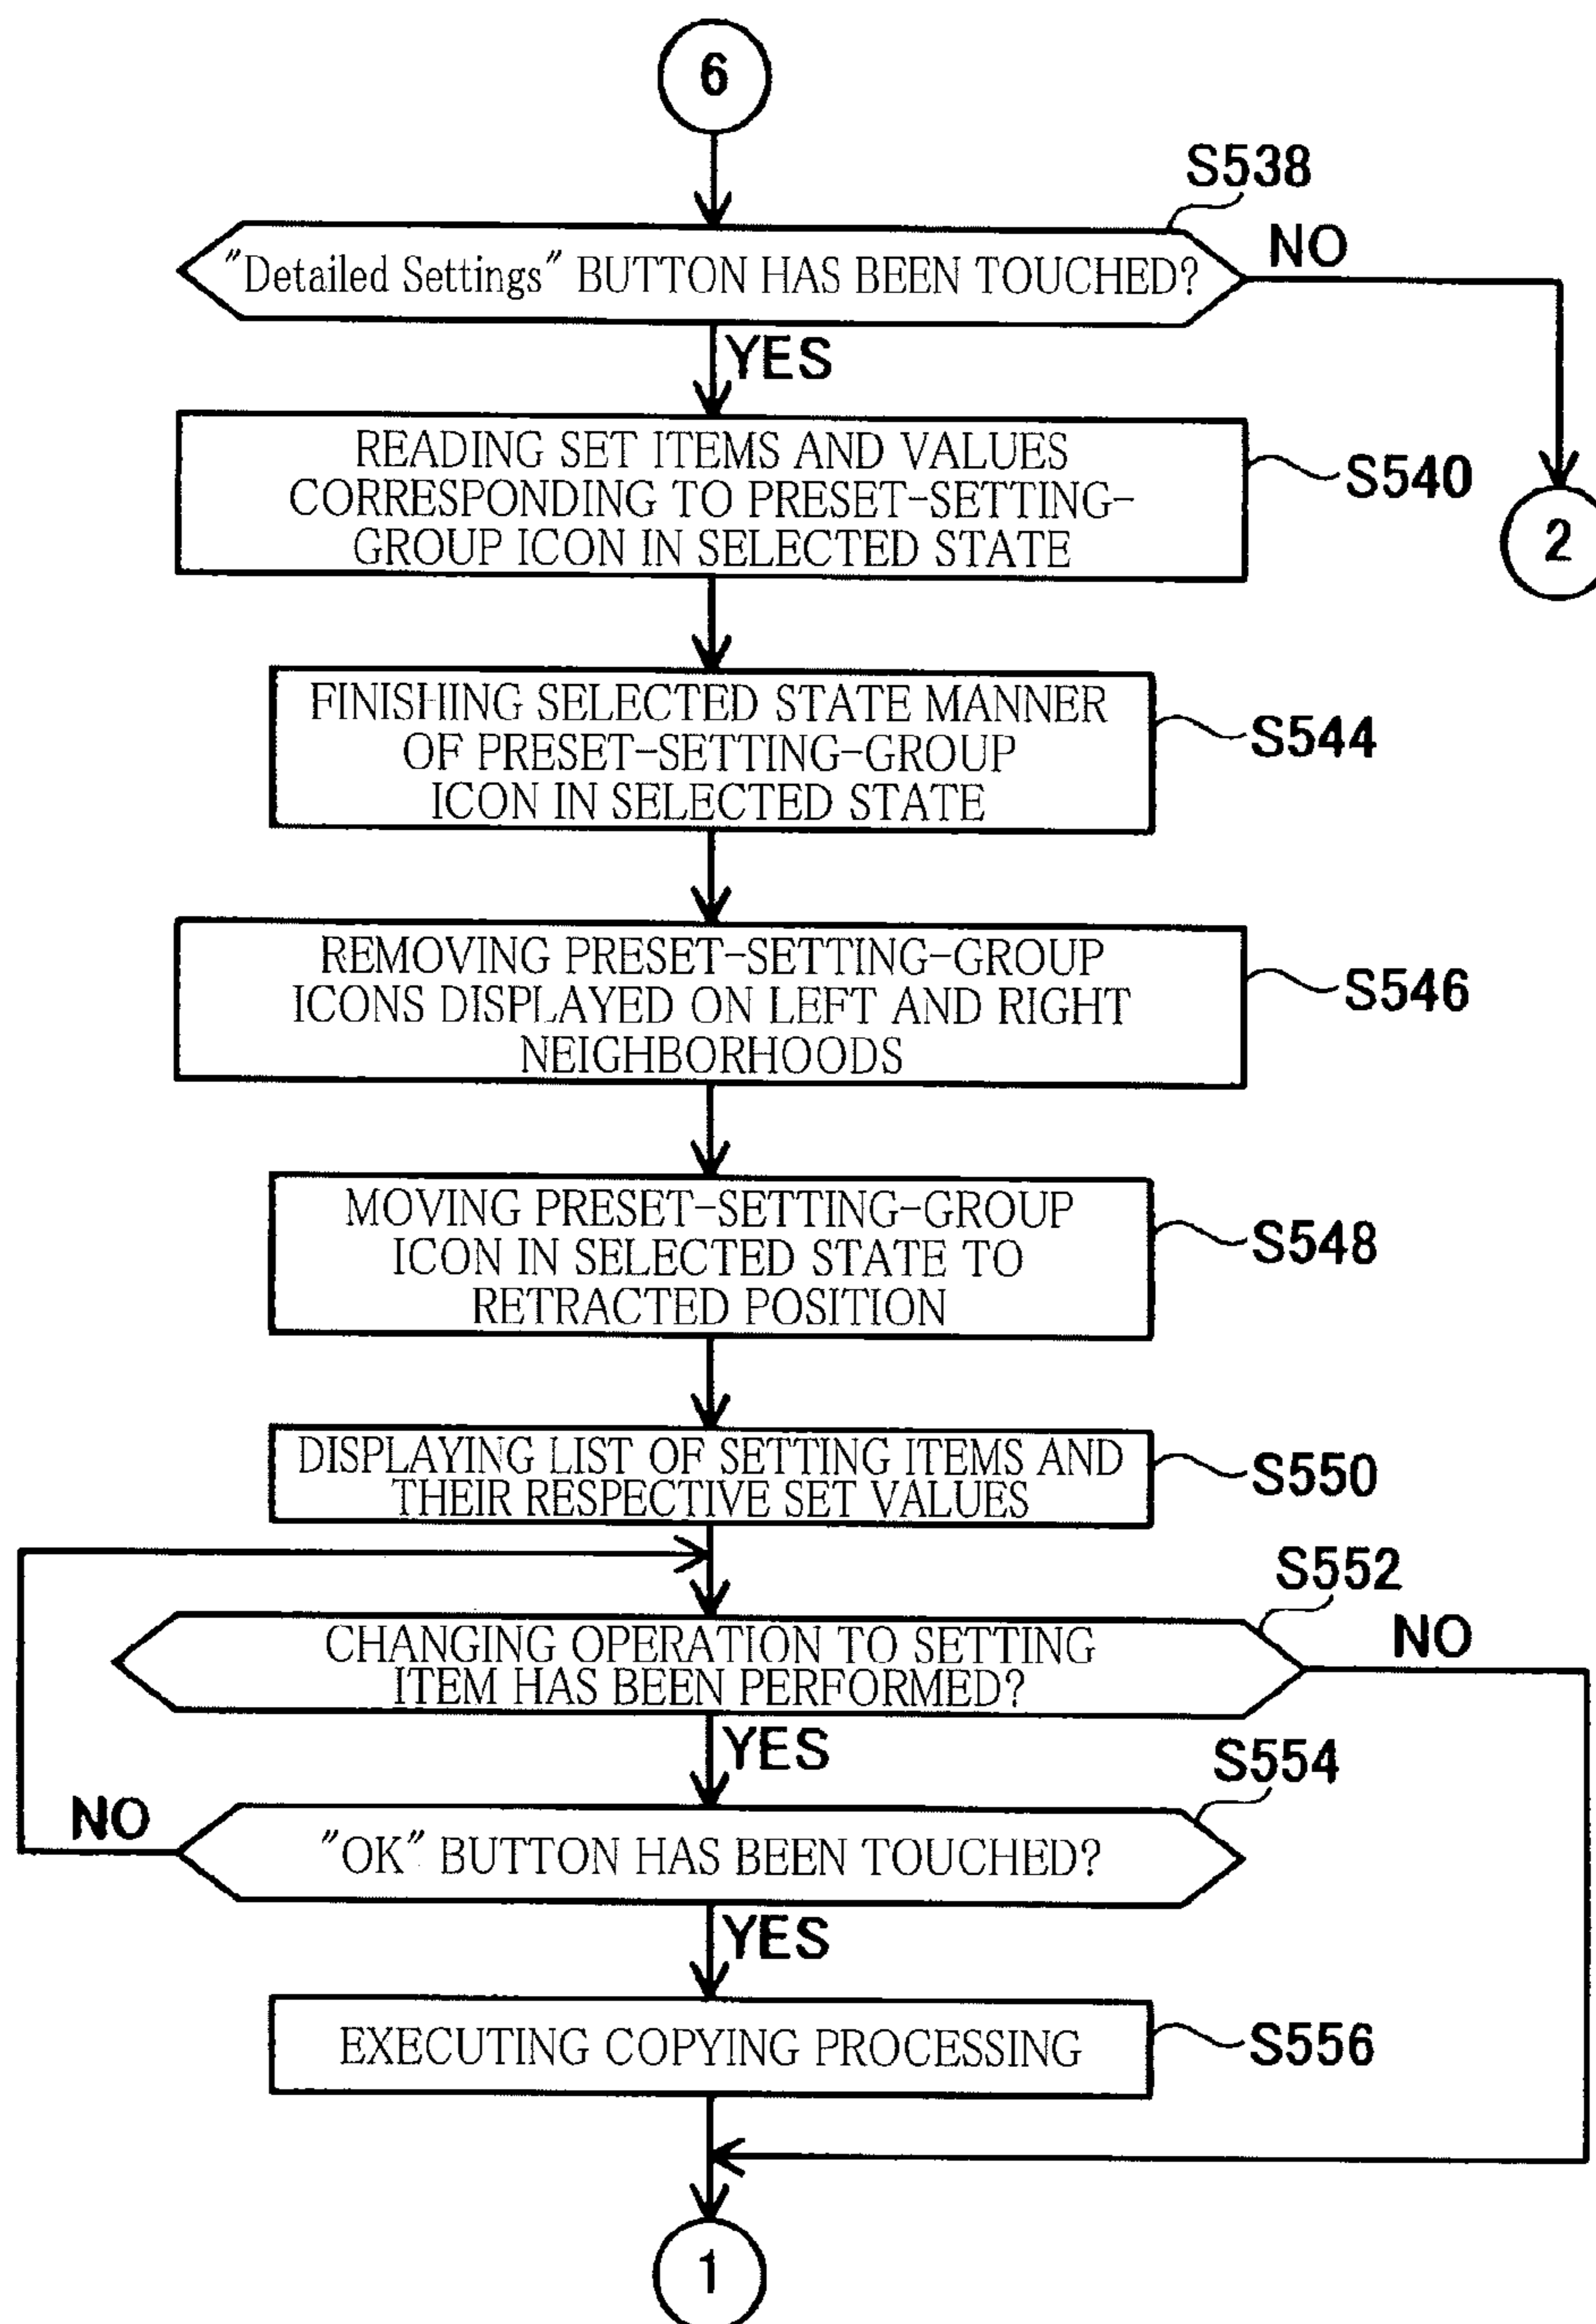 6
S538
"Detailed Settings" BUTTON HAS BEEN TOUCHED?
NO
YES
READING SET ITEMS AND VALUES
CORRESPONDING TO PRESET-SETTING-
GROUP ICON IN SELECTED STATE
S540
2
FINISHING SELECTED STATE MANNER
OF PRESET-SETTING-GROUP
ICON IN SELECTED STATE
S544
REMOVING PRESET-SETTING-GROUP
ICONS DISPLAYED ON LEFT AND RIGHT
NEIGHBORHOODS
S546
MOVING PRESET-SETTING-GROUP
ICON IN SELECTED STATE TO
RETRACTED POSITION
S548
DISPLAYING LIST OF SETTING ITEMS AND
THEIR RESPECTIVE SET VALUES
S550
S552
CHANGING OPERATION TO SETTING
ITEM HAS BEEN PERFORMED?
NO
YES
S554
NO
"OK" BUTTON HAS BEEN TOUCHED?
YES
EXECUTING COPYING PROCESSING
S556
1